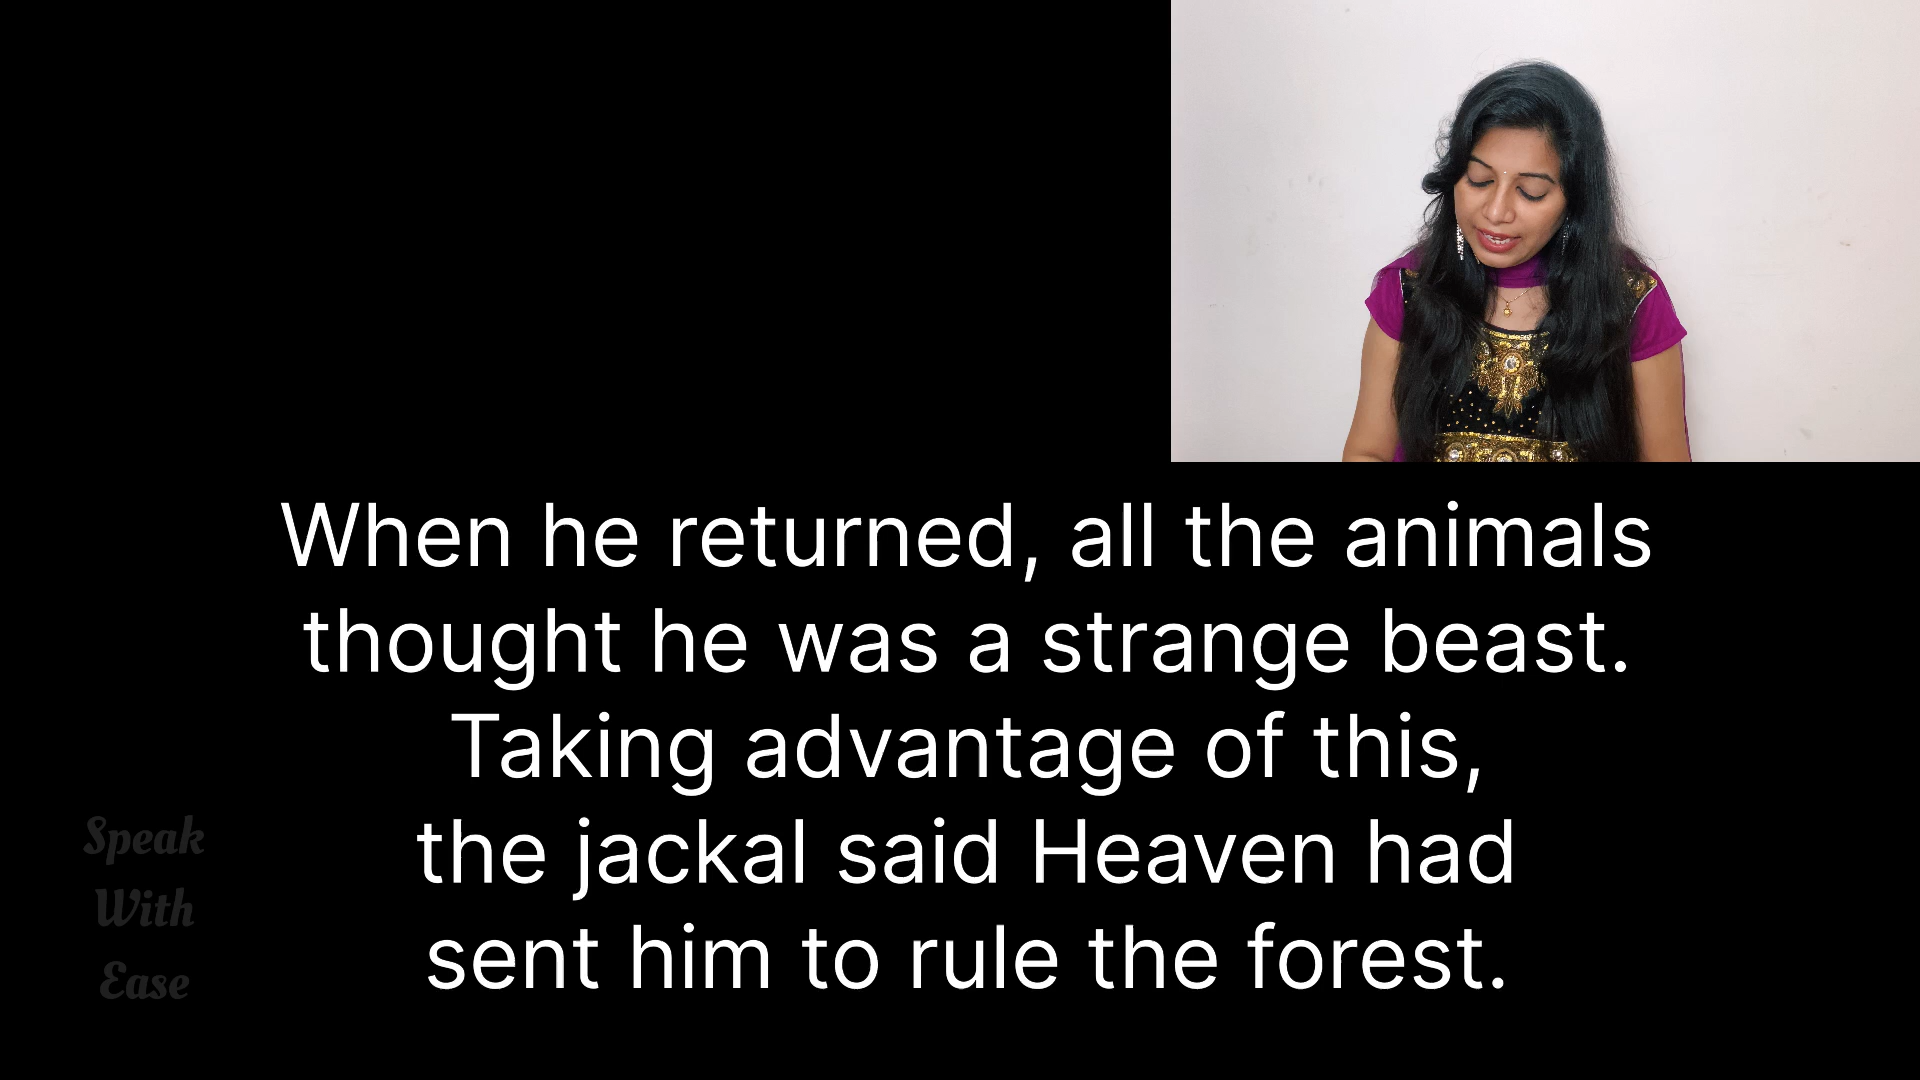 When he returned, all the animals
thought he was a strange beast.
Taking advantage of this,
the jackal said Heaven had
sent him to rule the forest.
Speak
With
Ease